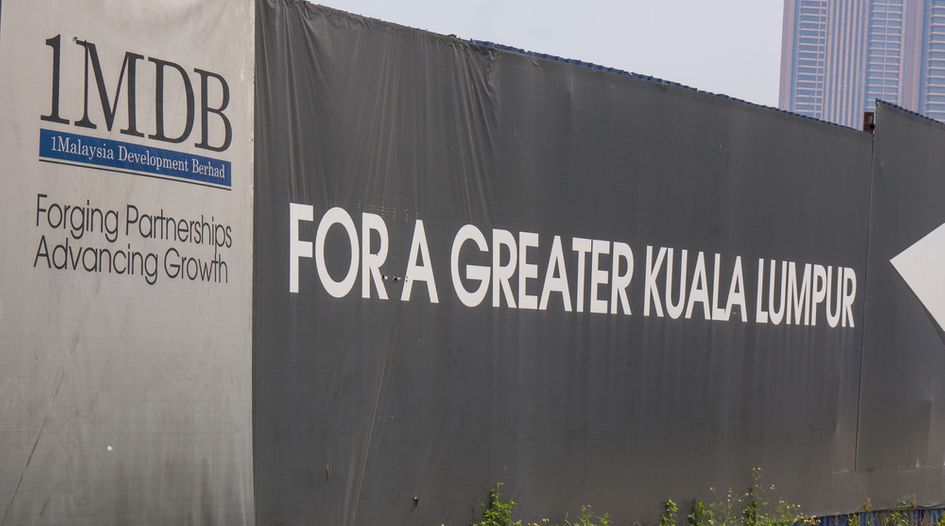 1MDB
1Malaysia Development Berhad
Forging Partnerships
Advancing Growth
FOR A GREATER KUALA LUMPUR